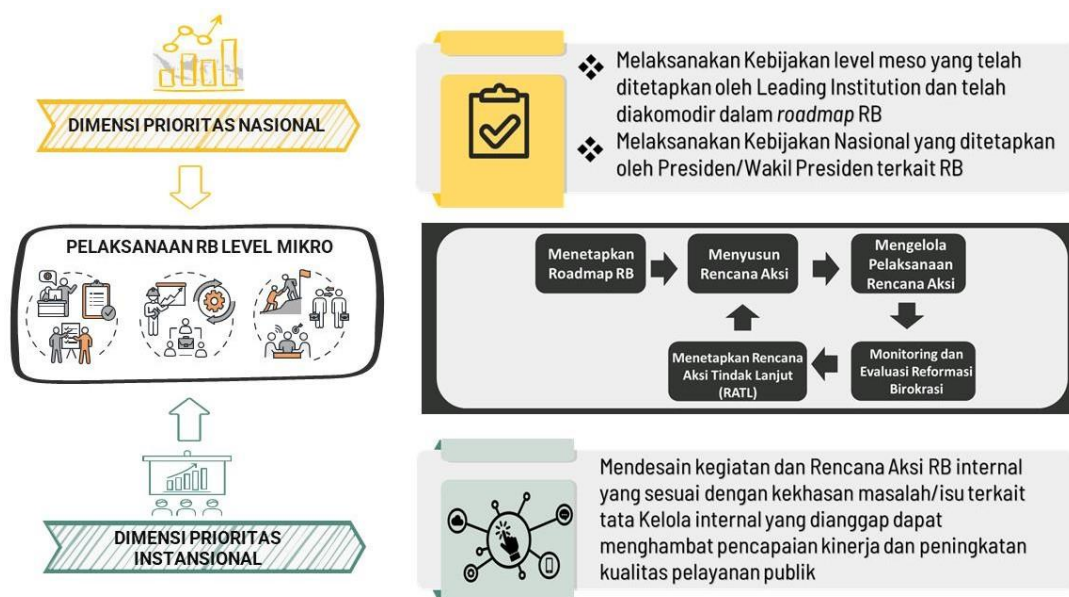 DIMENSI PRIORITAS NASIONAL
❖ Melaksanakan Kebijakan level meso yang telah
ditetapkan oleh Leading Institution dan telah
diakomodir dalam roadmap RB
❖ Melaksanakan Kebijakan Nasional yang ditetapkan
oleh Presiden/Wakil Presiden terkait RB
PELAKSANAAN RB LEVEL MIKRO
Menetapkan
Roadmap RB
Menyusun
Rencana Aksi
Mengelola
Pelaksanaan
Rencana Aksi
Monitoring dan
Evaluasi Reformasi
Birokrasi
Menetapkan Rencana
Aksi Tindak Lanjut
(RATL)
DIMENSI PRIORITAS
INSTANSIONAL
Mendesain kegiatan dan Rencana Aksi RB internal
yang sesuai dengan kekhasan masalah/isu terkait
tata Kelola internal yang dianggap dapat
menghambat pencapaian kinerja dan peningkatan
kualitas pelayanan publik